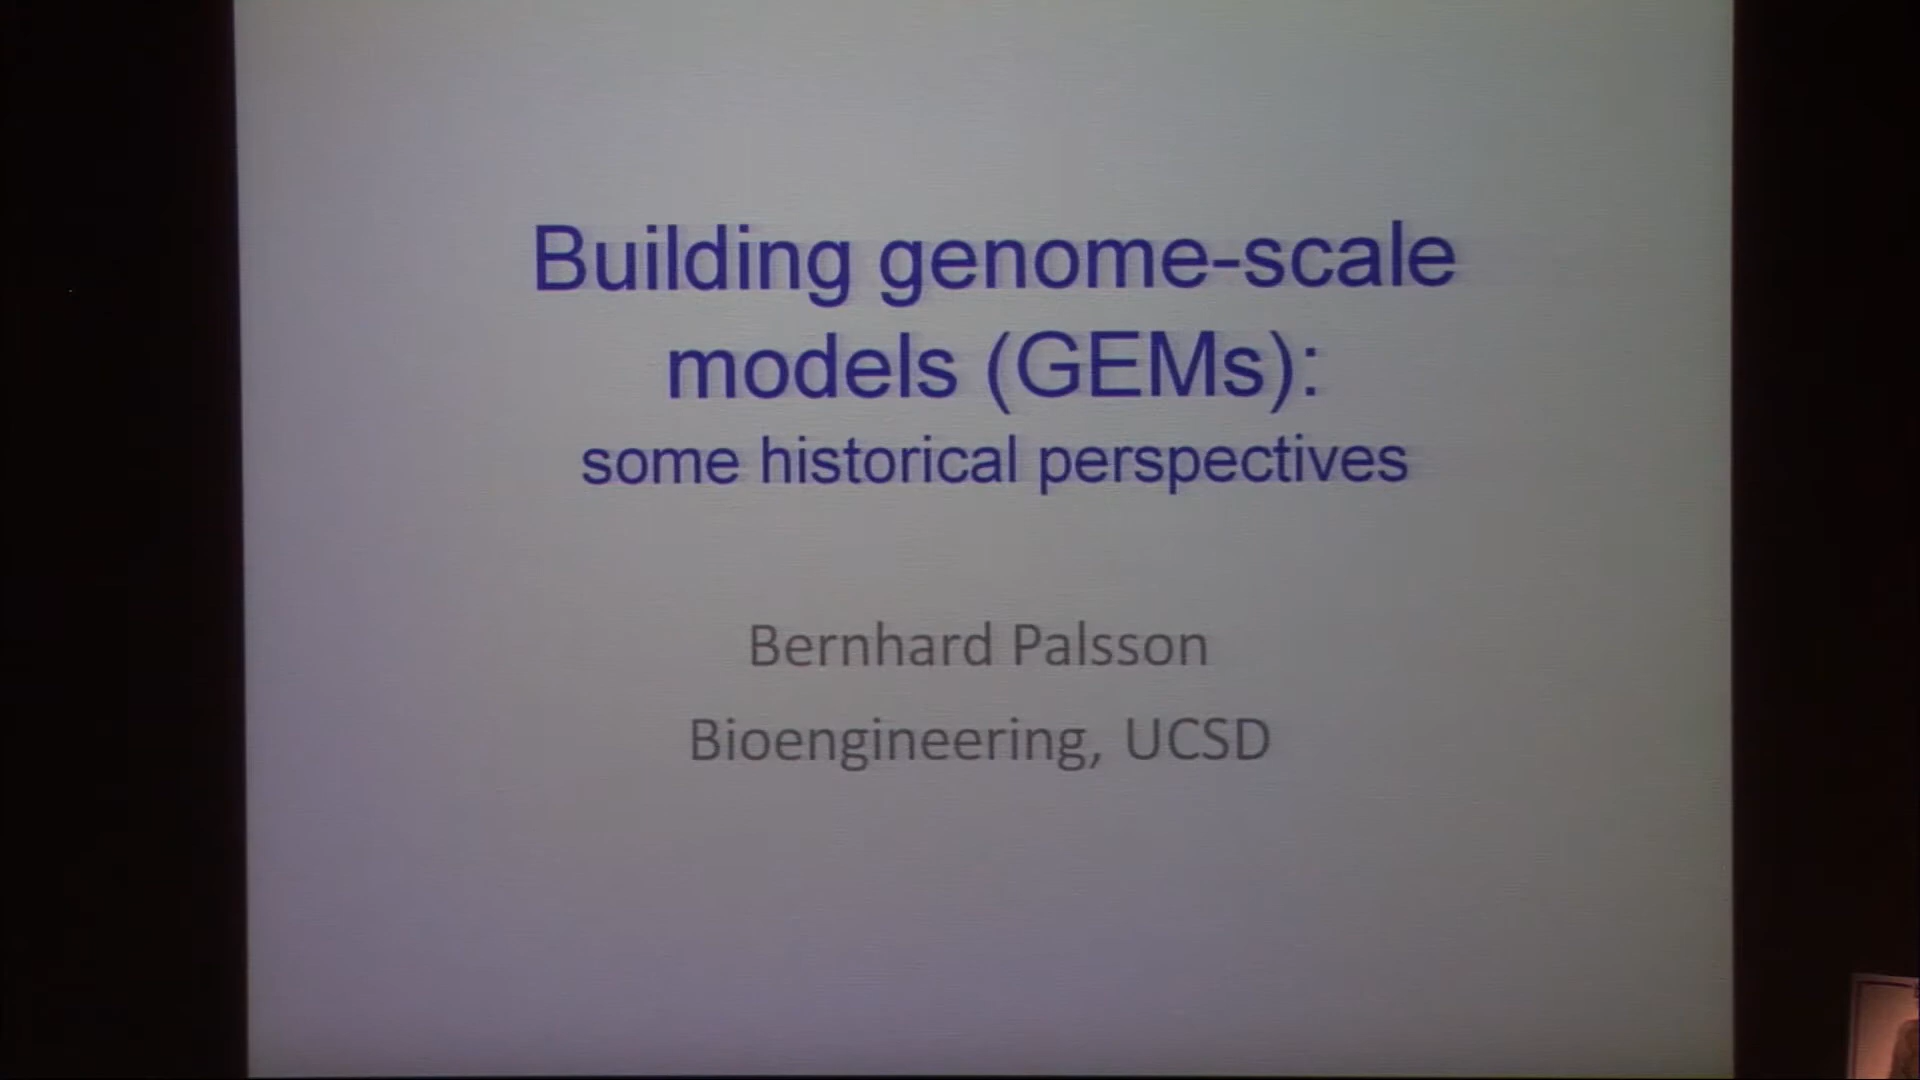 Building genome-scale
models (GEMs):
some historical perspectives
Bernhard Palsson
Bioengineering, UCSD